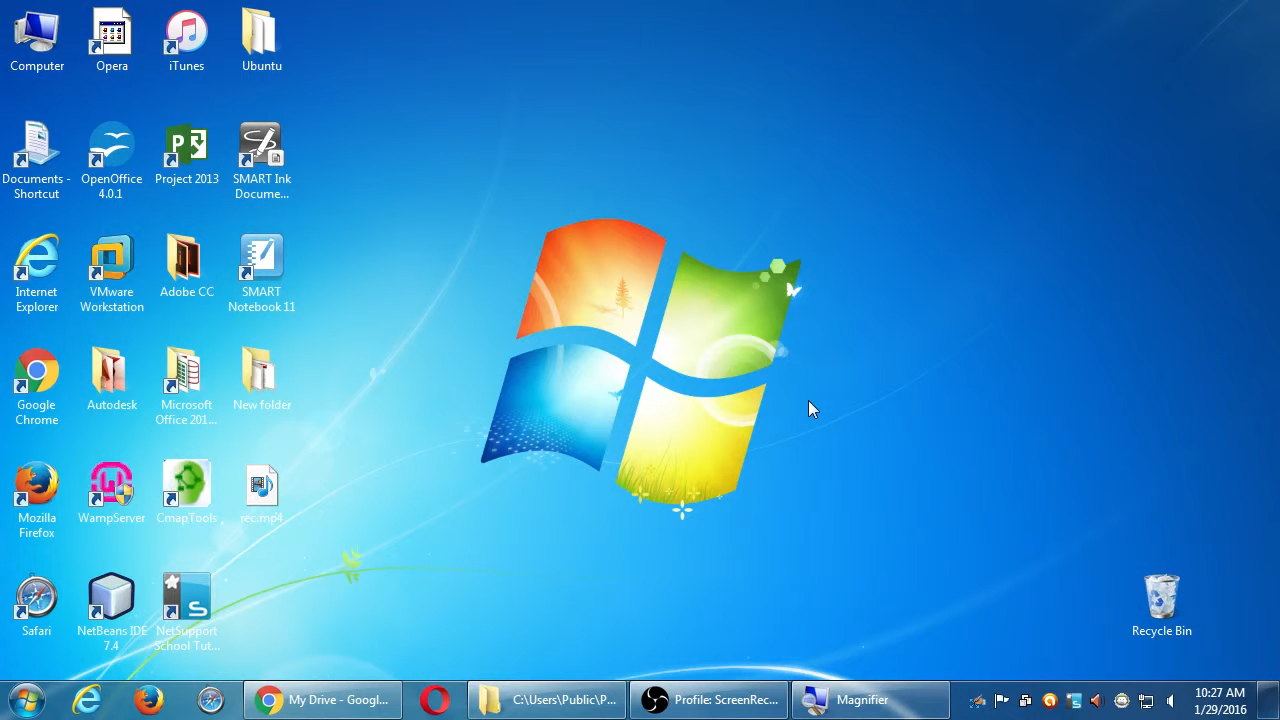 Computer
Opera
iTunes
Ubuntu
Documents -
Shortcut
OpenOffice
4.0.1
Project 2013
SMART Ink
Docume...
Internet
Explorer
VMware
Workstation
Adobe CC
SMART
Notebook 11
Google
Chrome
Autodesk
Microsoft
Office 201...
New folder
Mozilla
Firefox
WampServer
CmapTools
rec.mp4
Safari
NetBeans IDE
7.4
NetSupport
School Tut...
Recycle Bin
My Drive - Googl...
C:\Users\Public\P...
Profile: ScreenRec...
Magnifier
10:27 AM
1/29/2016